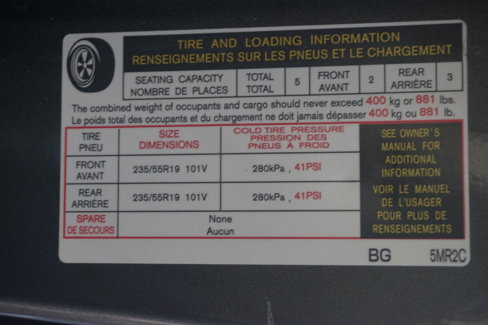 TIRE AND LOADING INFORMATION
RENSEIGNEMENTS SUR LES PNEUS ET LE CHARGEMENT
SEATING CAPACITY TOTAL 5 FRONT 2 REAR 3
NOMBRE DE PLACES TOTAL AVANT ARRIÈRE
The combined weight of occupants and cargo should never exceed 400 kg or 881 lbs.
Le poids total des occupants et du chargement ne doit jamais dépasser 400 kg ou 881 lb.
TIRE SIZE COLD TIRE PRESSURE
PNEU DIMENSIONS PRESSION DES
PNEUS À FROID
FRONT 235/55R19 101V 280kPa , 41PSI
AVANT
REAR 235/55R19 101V 280kPa , 41PSI
ARRIÈRE
SPARE None
DE SECOURS Aucun
SEE OWNER'S
MANUAL FOR
ADDITIONAL
INFORMATION
VOIR LE MANUEL
DE L'USAGER
POUR PLUS DE
RENSEIGNEMENTS
BG 5MR2C